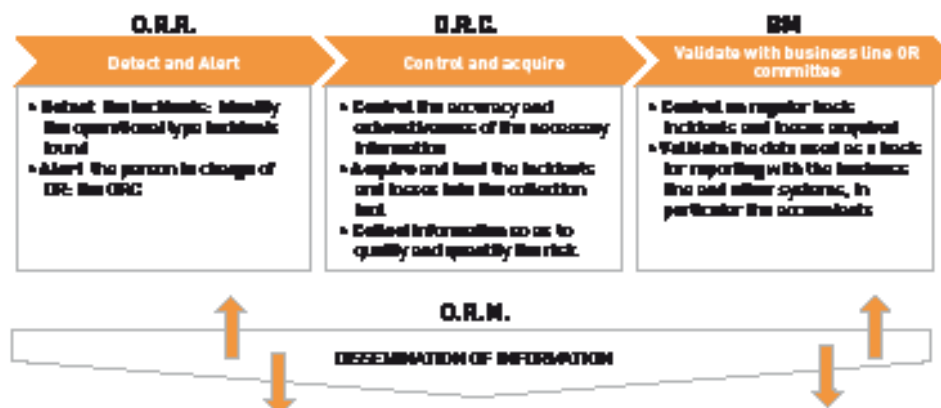 O.R.R.
O.R.C.
BM
Detect and Alert
Control and acquire
Validate with business line OR
committee
• Detect the incidents: identify
the operational type incidents
found
• Alert the person in charge of
OR: the ORC
• Control the accuracy and
exhaustiveness of the necessary
information
• Acquire and load the incidents
and losses into the collection
tool
• Collect information so as to
qualify and quantify the risk.
• Control on regular basis
incidents and losses acquired
• Validate the data used as a basis
for reporting with the business
line and other systems, in
particular the accountants
O.R.M.
DISSEMINATION OF INFORMATION